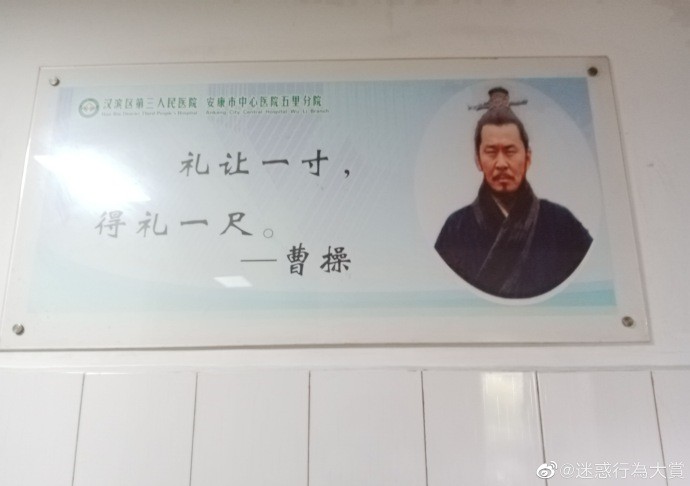 汉滨区第三人民医院 安康市中心医院五里分院
礼让一寸，
得礼一尺。
—曹操
@迷惑行為大賞